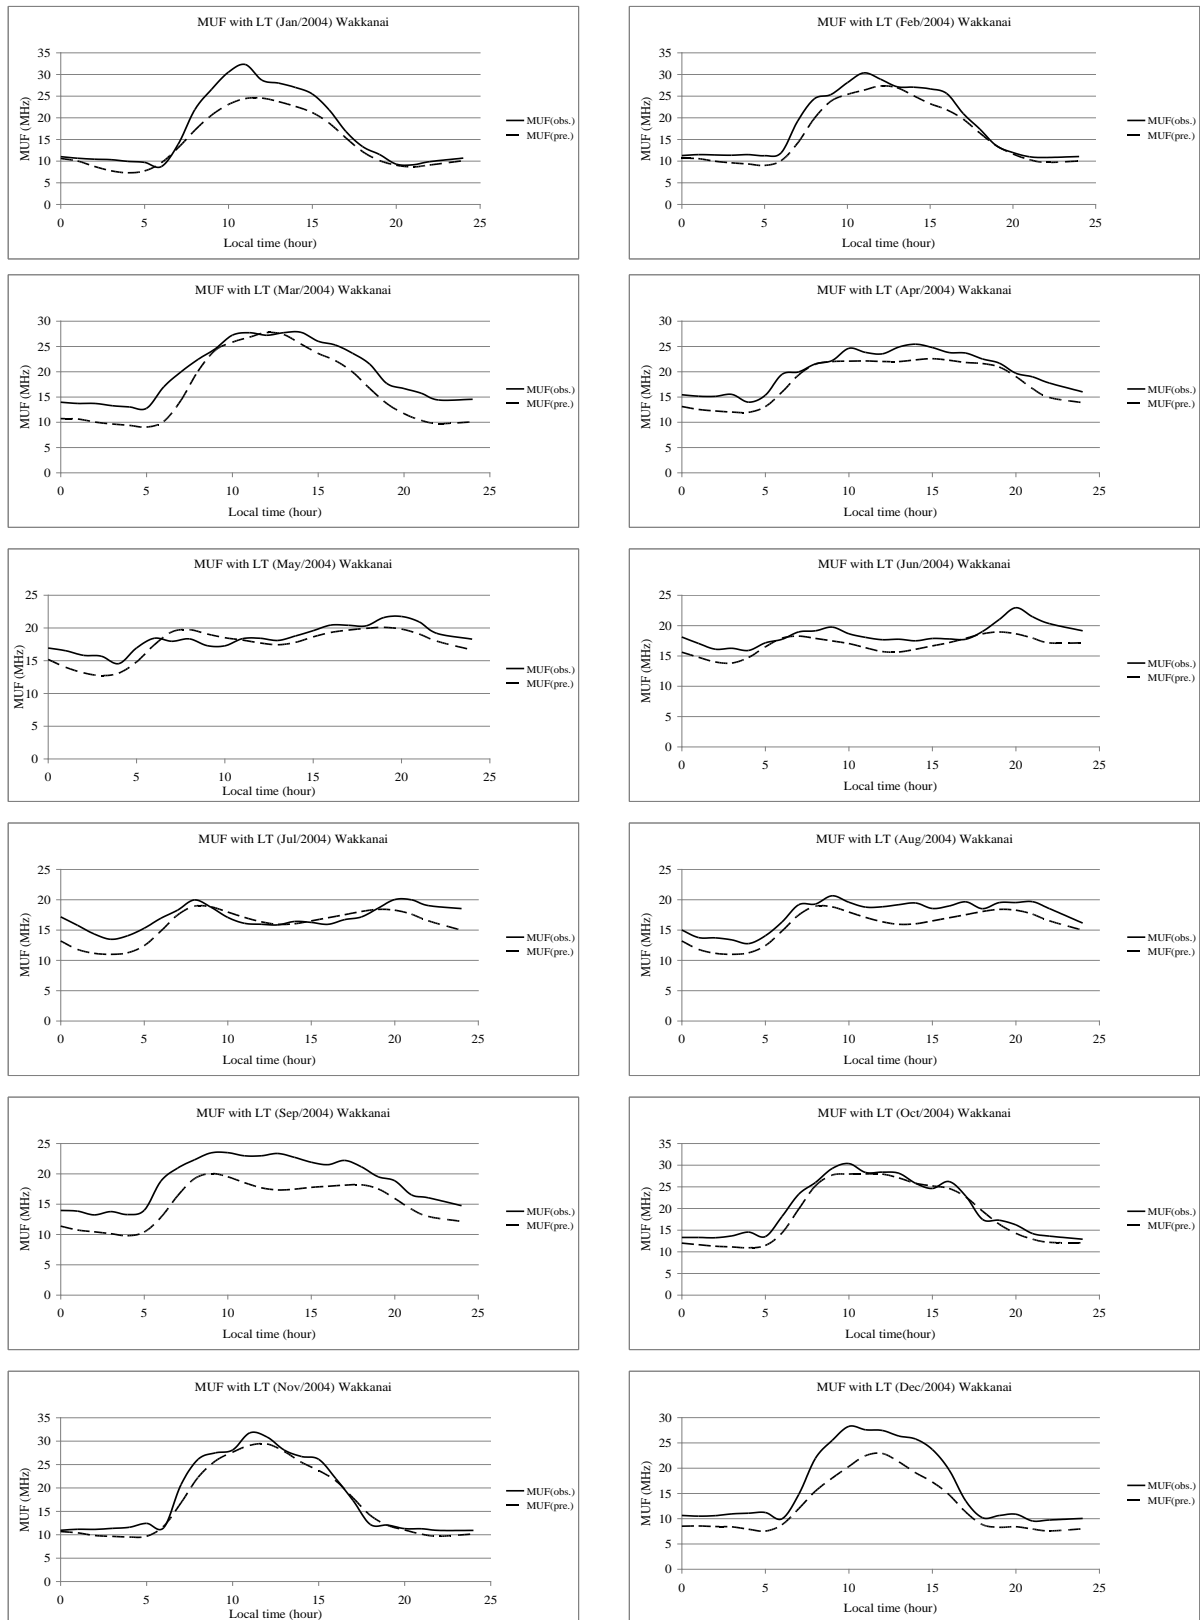 MUF with LT (Jan/2004) Wakkanai
MUF (MHz)
35
30
25
20
15
10
5
0
0 5 10 15 20 25
Local time (hour)
MUF(obs.)
MUF(pre.)
MUF with LT (Feb/2004) Wakkanai
MUF (MHz)
35
30
25
20
15
10
5
0
0 5 10 15 20 25
Local time (hour)
MUF(obs.)
MUF(pre.)
MUF with LT (Mar/2004) Wakkanai
MUF (MHz)
30
25
20
15
10
5
0
0 5 10 15 20 25
Local time (hour)
MUF(obs.)
MUF(pre.)
MUF with LT (Apr/2004) Wakkanai
MUF (MHz)
30
25
20
15
10
5
0
0 5 10 15 20 25
Local time (hour)
MUF(obs.)
MUF(pre.)
MUF with LT (May/2004) Wakkanai
MUF (MHz)
25
20
15
10
5
0
0 5 10 15 20 25
Local time (hour)
MUF(obs.)
MUF(pre.)
MUF with LT (Jun/2004) Wakkanai
MUF (MHz)
25
20
15
10
5
0
0 5 10 15 20 25
Local time (hour)
MUF(obs.)
MUF(pre.)
MUF with LT (Jul/2004) Wakkanai
MUF (MHz)
25
20
15
10
5
0
0 5 10 15 20 25
Local time (hour)
MUF(obs.)
MUF(pre.)
MUF with LT (Aug/2004) Wakkanai
MUF (MHz)
25
20
15
10
5
0
0 5 10 15 20 25
Local time (hour)
MUF(obs.)
MUF(pre.)
MUF with LT (Sep/2004) Wakkanai
MUF (MHz)
25
20
15
10
5
0
0 5 10 15 20 25
Local time (hour)
MUF(obs.)
MUF(pre.)
MUF with LT (Oct/2004) Wakkanai
MUF (MHz)
35
30
25
20
15
10
5
0
0 5 10 15 20 25
Local time(hour)
MUF(obs.)
MUF(pre.)
MUF with LT (Nov/2004) Wakkanai
MUF (MHz)
35
30
25
20
15
10
5
0
0 5 10 15 20 25
Local time (hour)
MUF(obs.)
MUF(pre.)
MUF with LT (Dec/2004) Wakkanai
MUF (MHz)
30
25
20
15
10
5
0
0 5 10 15 20 25
Local time (hour)
MUF(obs.)
MUF(pre.)